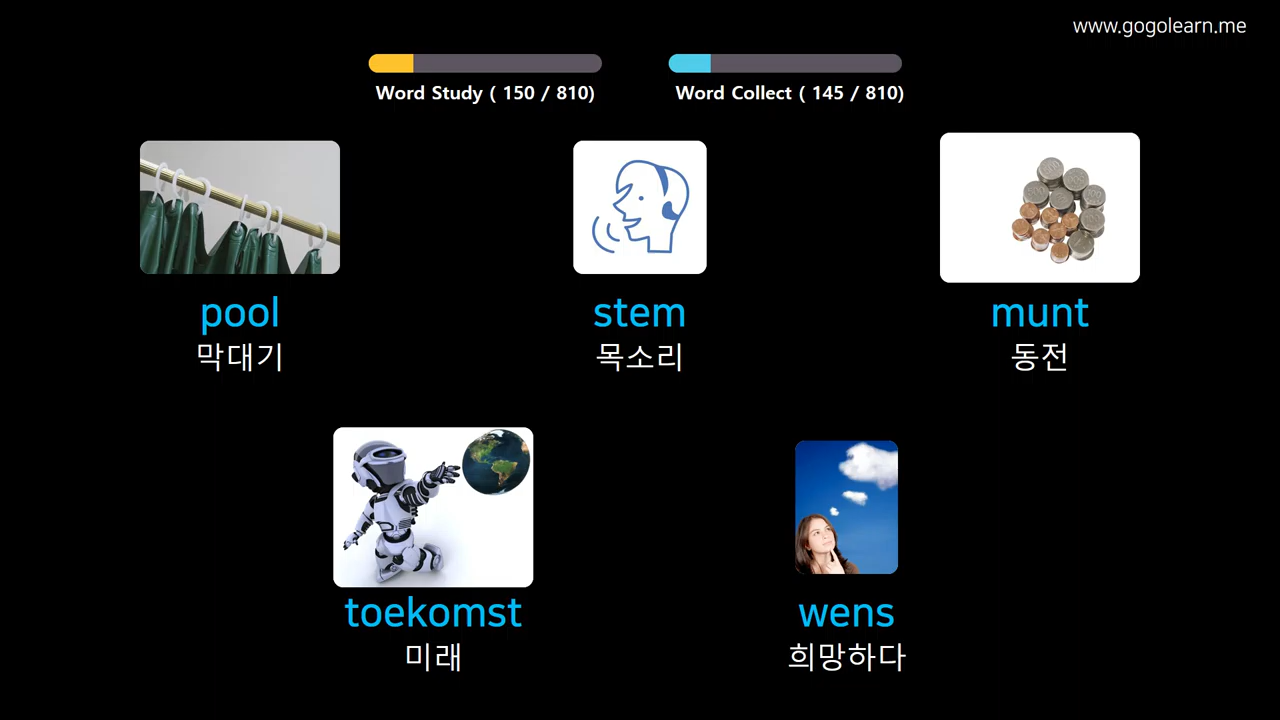 www.gogolearn.me
Word Study ( 150 / 810)
Word Collect ( 145 / 810)
pool
막대기
stem
목소리
munt
동전
toekomst
미래
wens
희망하다